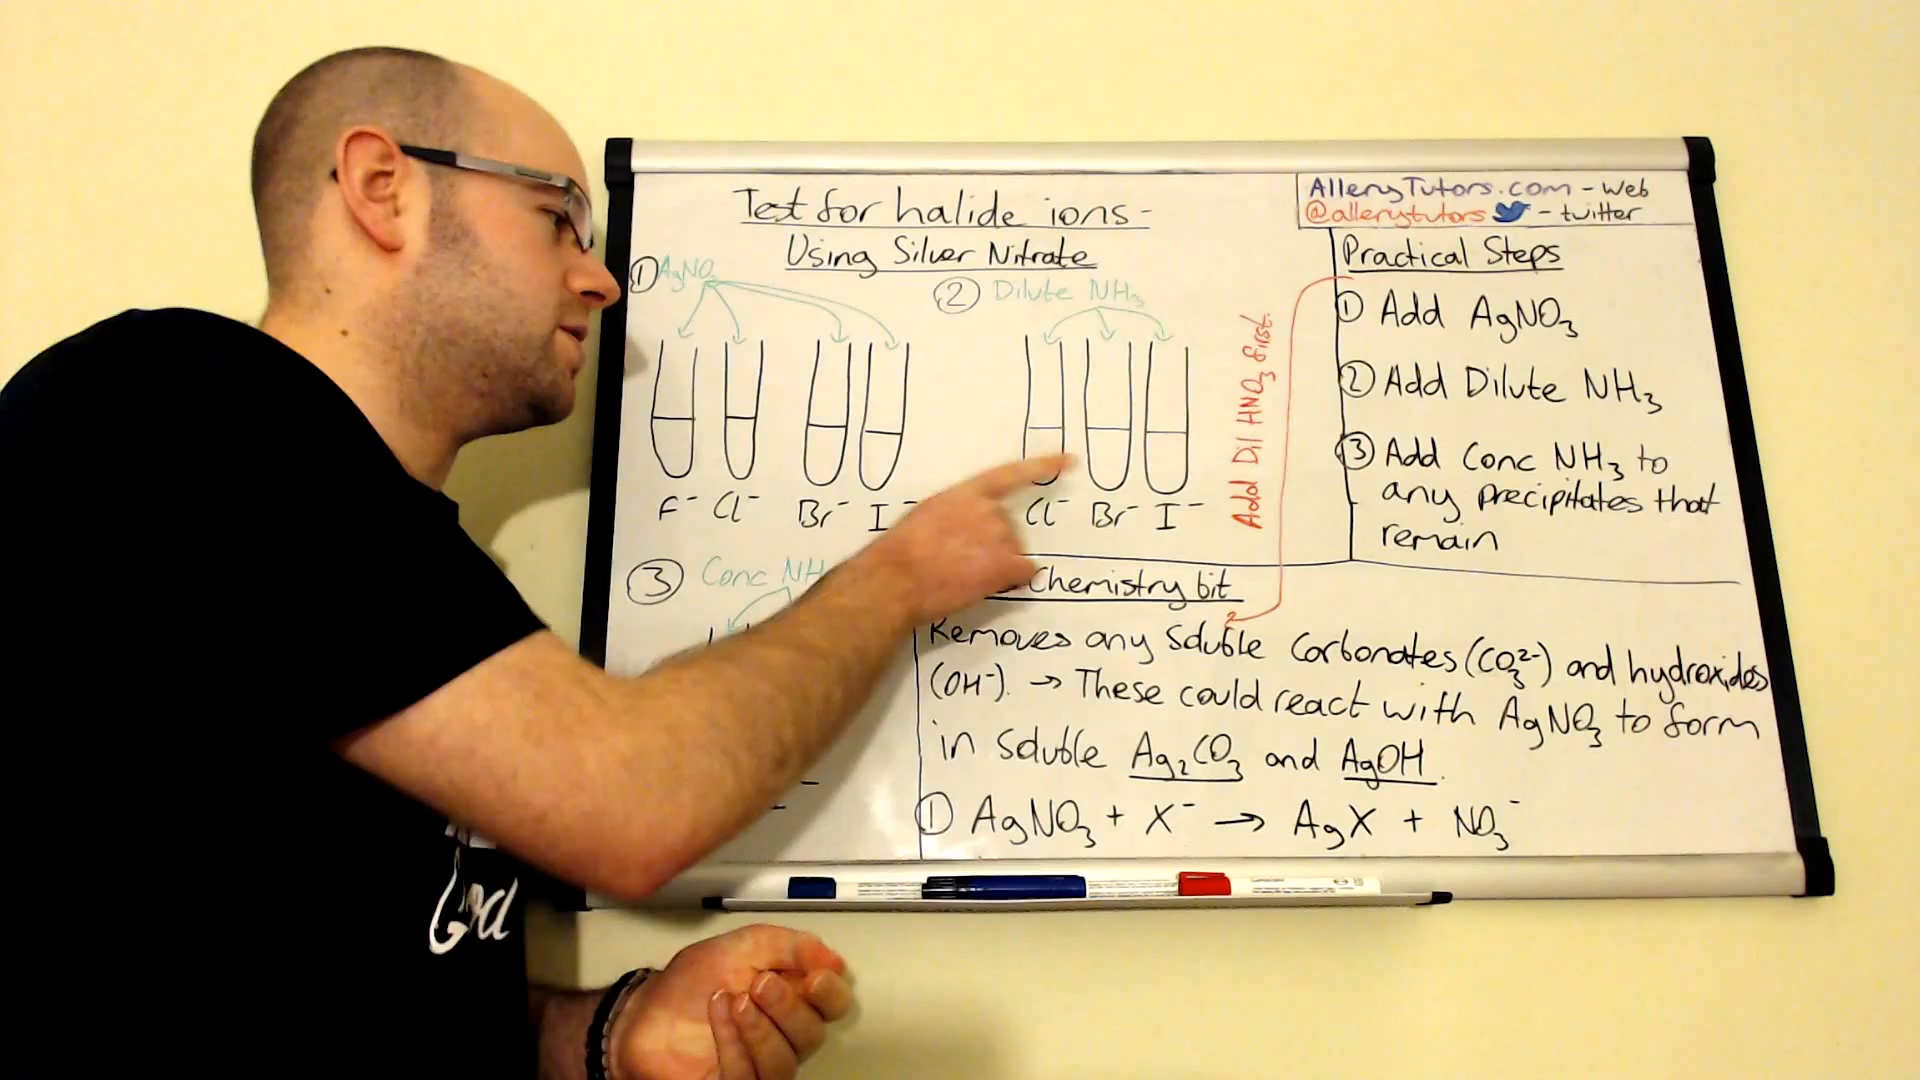 Test for halide ions -
Using Silver Nitrate
AlleryTutors.com - Web
@allerytutors - twitter
① AgNO3
F⁻ Cl⁻ Br⁻ I⁻
② Dilute NH3
Cl⁻ Br⁻ I⁻
Add Dil HNO3 first.
Practical Steps
① Add AgNO3
② Add Dilute NH3
③ Add Conc NH3 to
any precipitates that
remain
③ Conc NH
Chemistry bit
Removes any soluble Carbonates (CO3²⁻) and hydroxides
(OH⁻). → These could react with AgNO3 to form
in soluble Ag2CO3 and AgOH.
① AgNO3 + X⁻ → AgX + NO3⁻